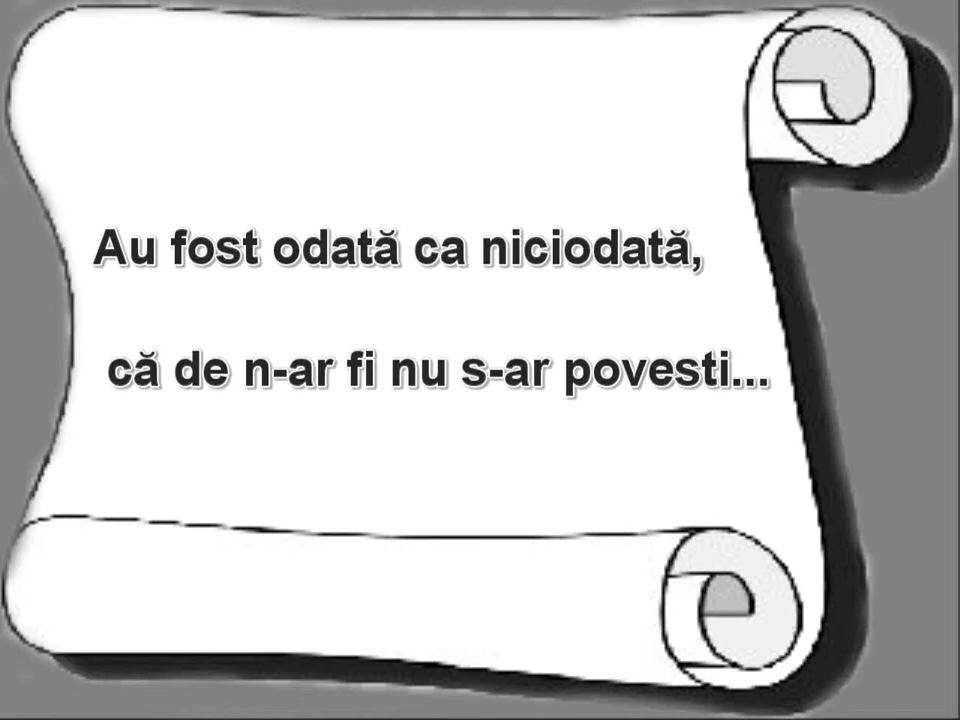 Au fost odată ca niciodată,
că de n-ar fi nu s-ar povesti...